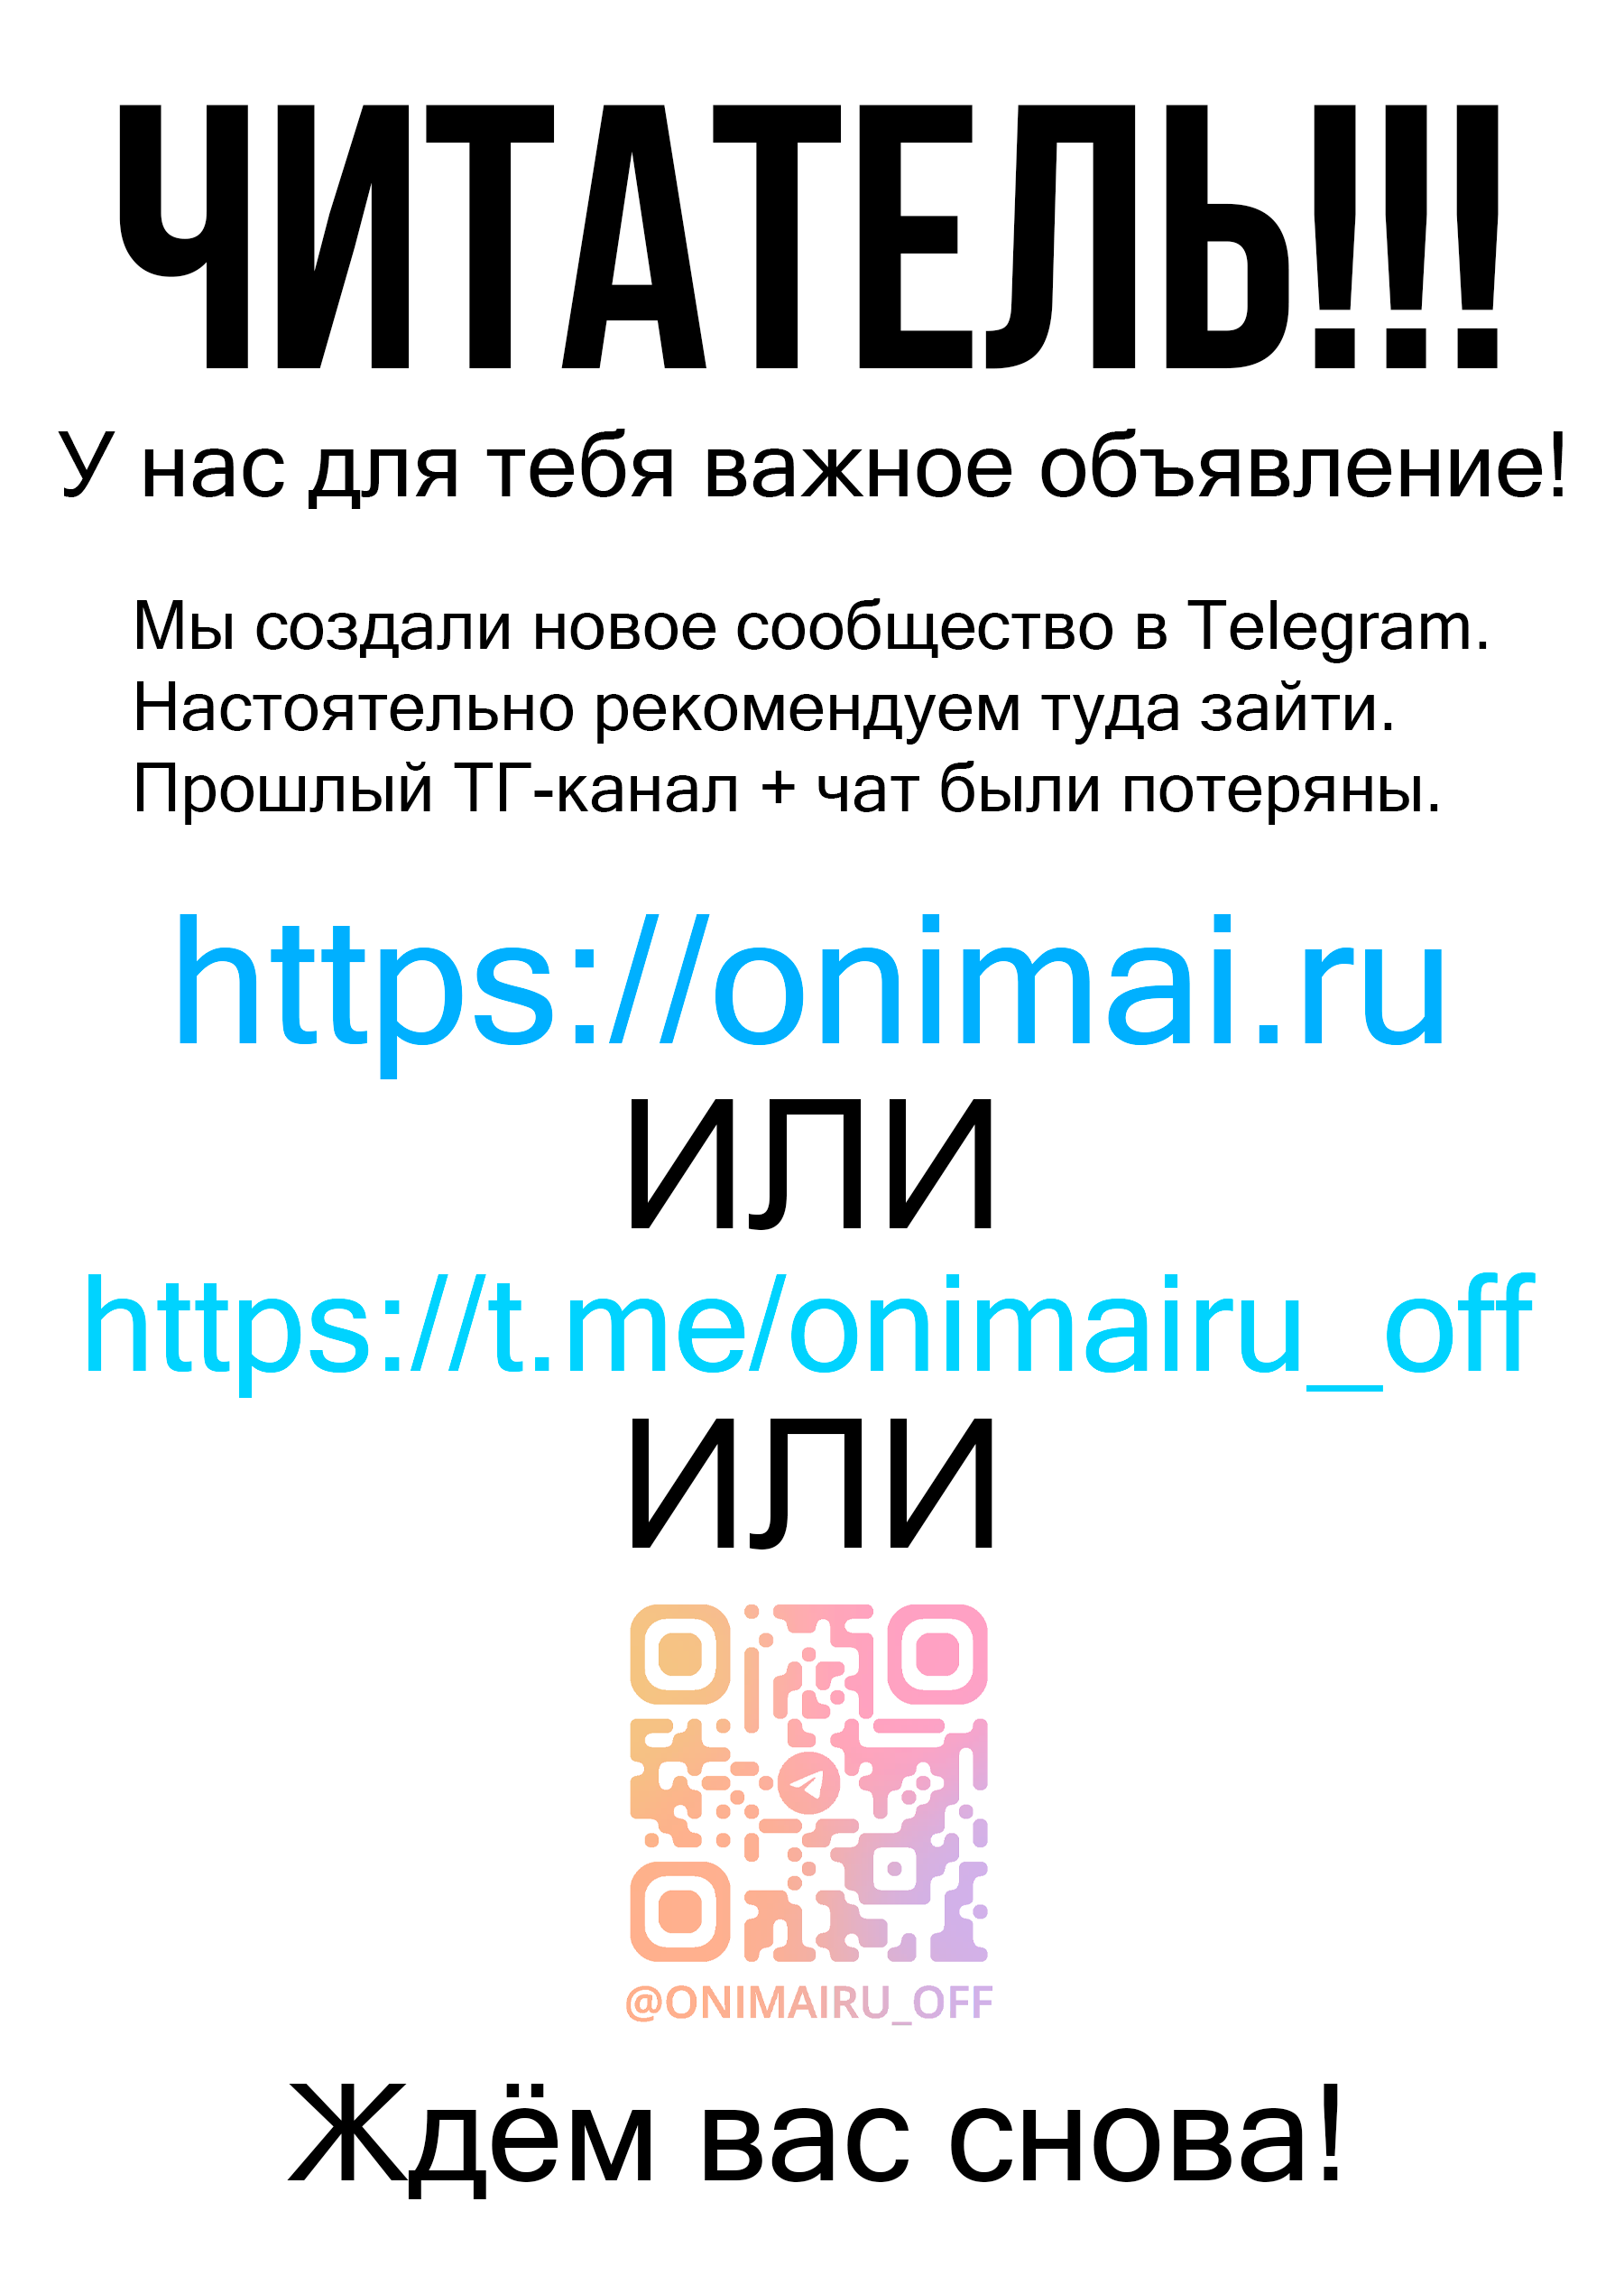 ЧИТАТЕЛЬ!!!
У нас для тебя важное объявление!
Мы создали новое сообщество в Telegram.
Настоятельно рекомендуем туда зайти.
Прошлый ТГ-канал + чат были потеряны.
https://onimai.ru
ИЛИ
https://t.me/onimairu_off
ИЛИ
@ONIMAIRU_OFF
Ждём вас снова!